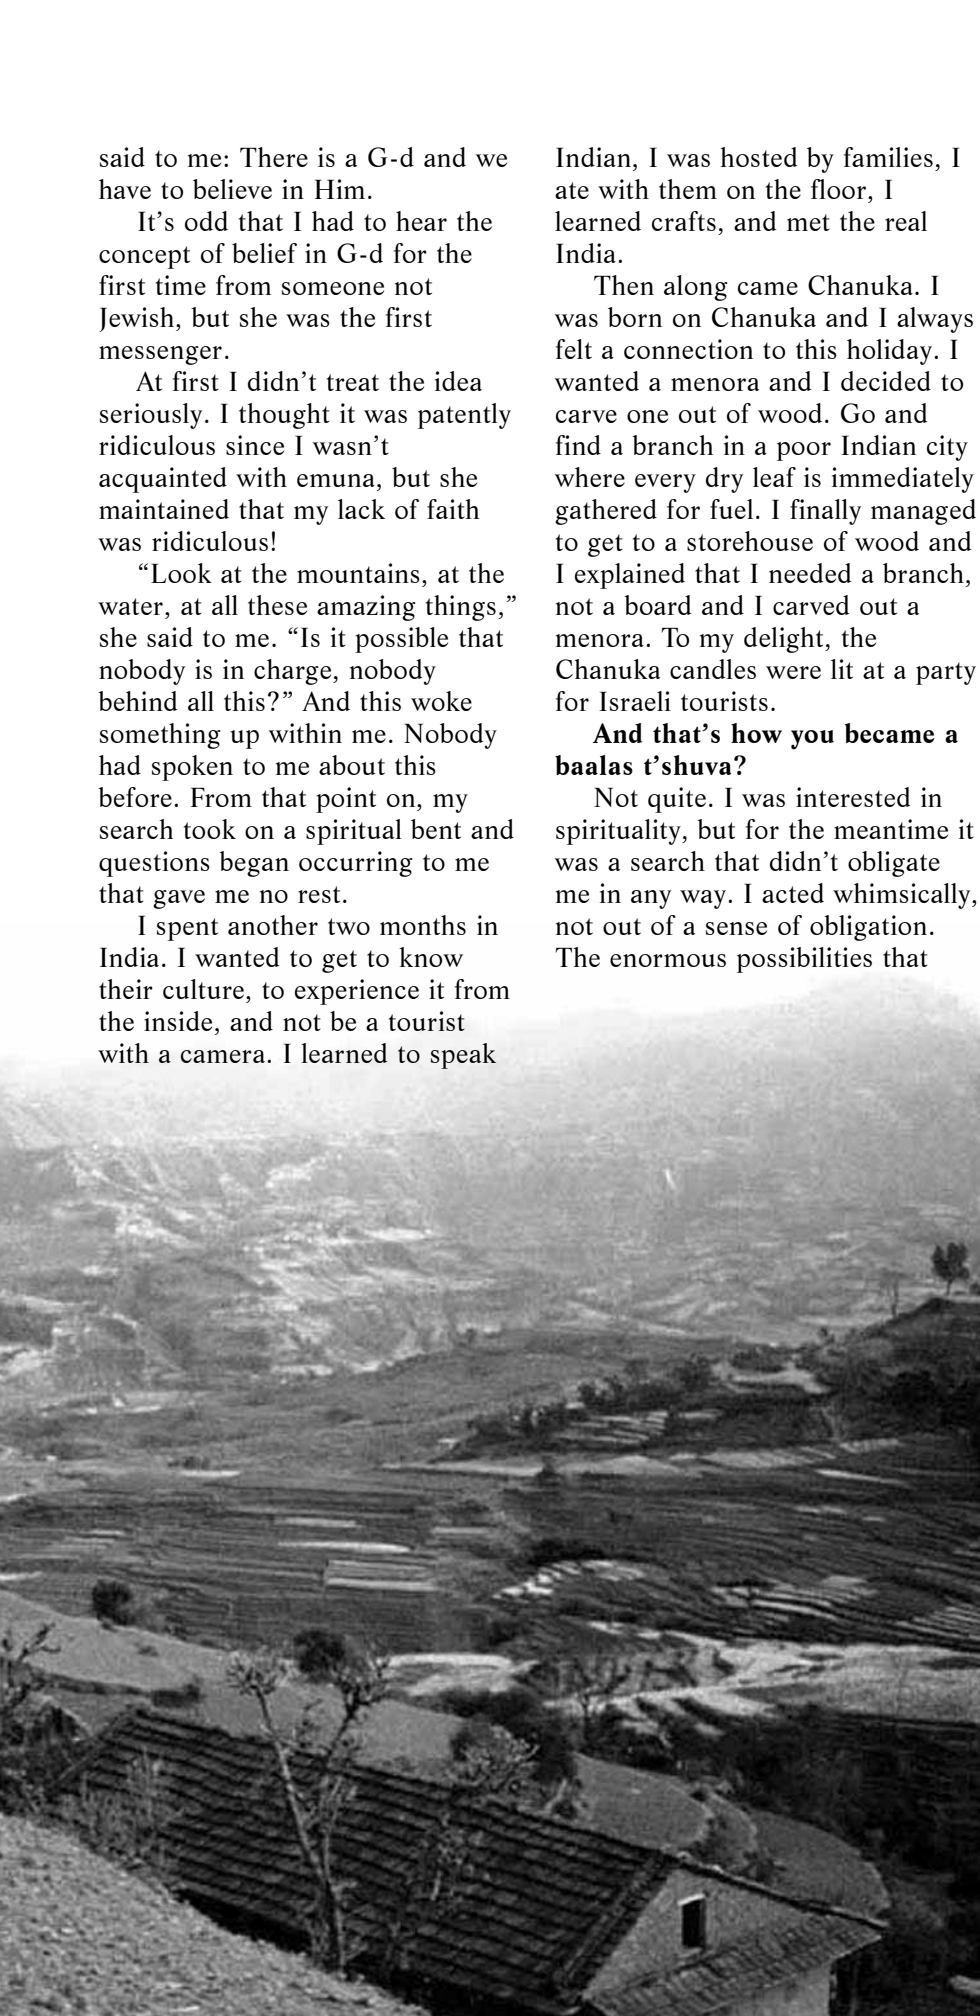 said to me: There is a G-d and we
have to believe in Him.
It’s odd that I had to hear the
concept of belief in G-d for the
first time from someone not
Jewish, but she was the first
messenger.
At first I didn’t treat the idea
seriously. I thought it was patently
ridiculous since I wasn’t
acquainted with emuna, but she
maintained that my lack of faith
was ridiculous!
“Look at the mountains, at the
water, at all these amazing things,”
she said to me. “Is it possible that
nobody is in charge, nobody
behind all this?” And this woke
something up within me. Nobody
had spoken to me about this
before. From that point on, my
search took on a spiritual bent and
questions began occurring to me
that gave me no rest.
I spent another two months in
India. I wanted to get to know
their culture, to experience it from
the inside, and not be a tourist
with a camera. I learned to speak
Indian, I was hosted by families, I
ate with them on the floor, I
learned crafts, and met the real
India.
Then along came Chanuka. I
was born on Chanuka and I always
felt a connection to this holiday. I
wanted a menora and I decided to
carve one out of wood. Go and
find a branch in a poor Indian city
where every dry leaf is immediately
gathered for fuel. I finally managed
to get to a storehouse of wood and
I explained that I needed a branch,
not a board and I carved out a
menora. To my delight, the
Chanuka candles were lit at a party
for Israeli tourists.
And that’s how you became a
baalas t’shuva?
Not quite. I was interested in
spirituality, but for the meantime it
was a search that didn’t obligate
me in any way. I acted whimsically,
not out of a sense of obligation.
The enormous possibilities that